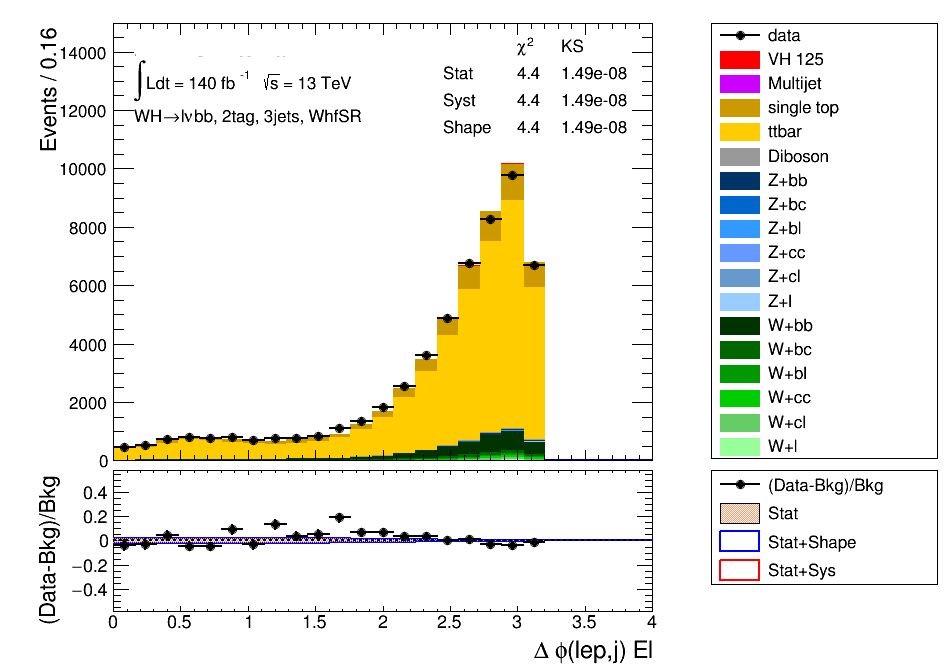 Events / 0.16
14000
12000
10000
8000
6000
4000
2000
0
∫Ldt = 140 fb⁻¹ √s = 13 TeV
WH→lνbb, 2tag, 3jets, WhfSR
χ² KS
Stat 4.4 1.49e-08
Syst 4.4 1.49e-08
Shape 4.4 1.49e-08
data
VH 125
Multijet
single top
ttbar
Diboson
Z+bb
Z+bc
Z+bl
Z+cc
Z+cl
Z+l
W+bb
W+bc
W+bl
W+cc
W+cl
W+l
(Data-Bkg)/Bkg
0.4
0.2
0
−0.2
−0.4
0 0.5 1 1.5 2 2.5 3 3.5 4
Δ ϕ(lep,j) El
(Data-Bkg)/Bkg
Stat
Stat+Shape
Stat+Sys